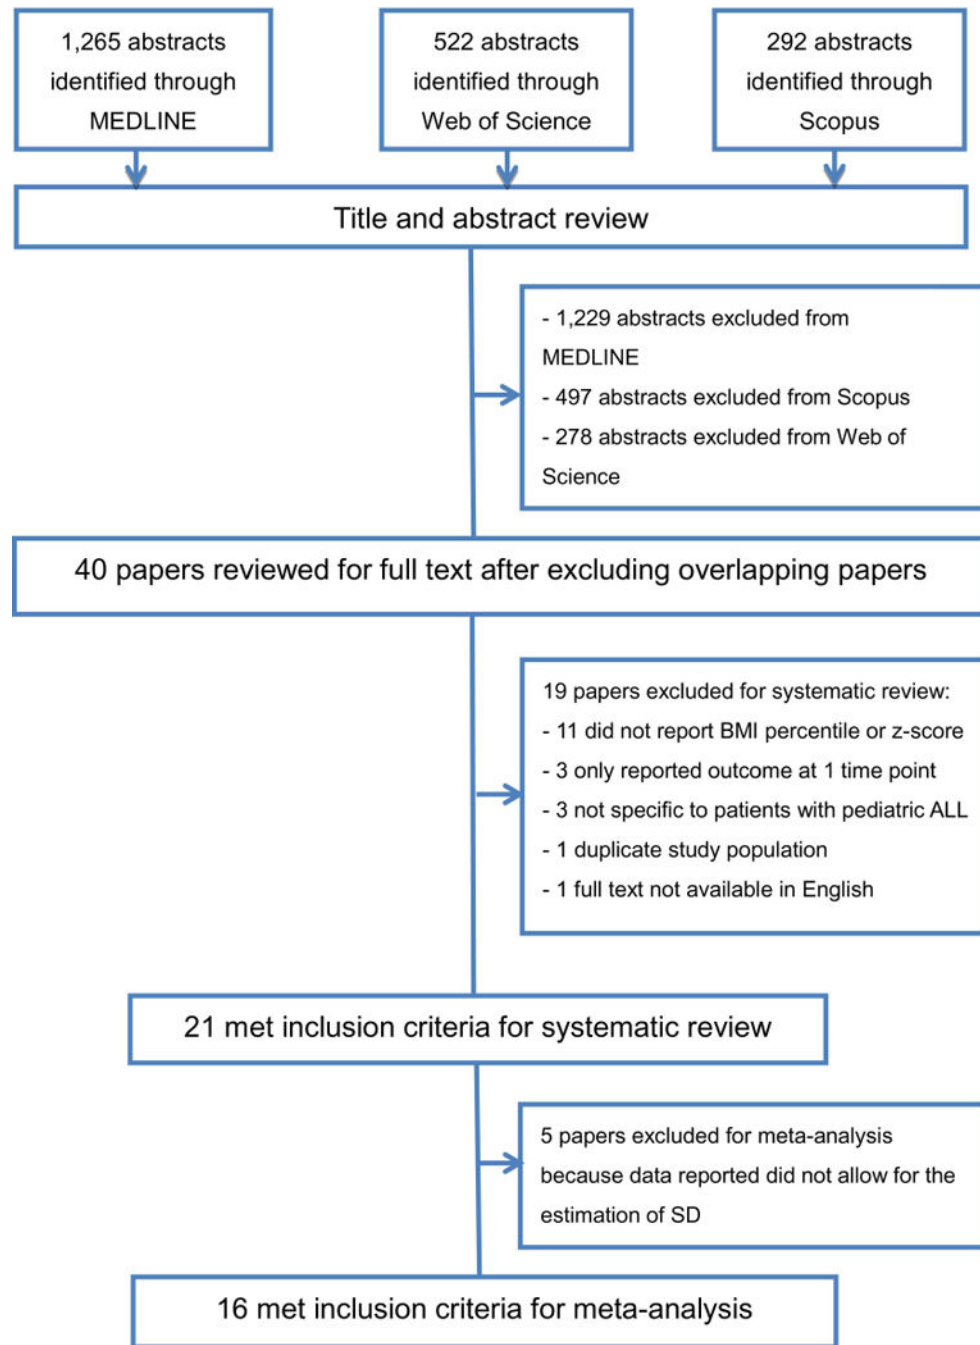 1,265 abstracts
identified through
MEDLINE
522 abstracts
identified through
Web of Science
292 abstracts
identified through
Scopus
Title and abstract review
- 1,229 abstracts excluded from
MEDLINE
- 497 abstracts excluded from Scopus
- 278 abstracts excluded from Web of
Science
40 papers reviewed for full text after excluding overlapping papers
19 papers excluded for systematic review:
- 11 did not report BMI percentile or z-score
- 3 only reported outcome at 1 time point
- 3 not specific to patients with pediatric ALL
- 1 duplicate study population
- 1 full text not available in English
21 met inclusion criteria for systematic review
5 papers excluded for meta-analysis
because data reported did not allow for the
estimation of SD
16 met inclusion criteria for meta-analysis